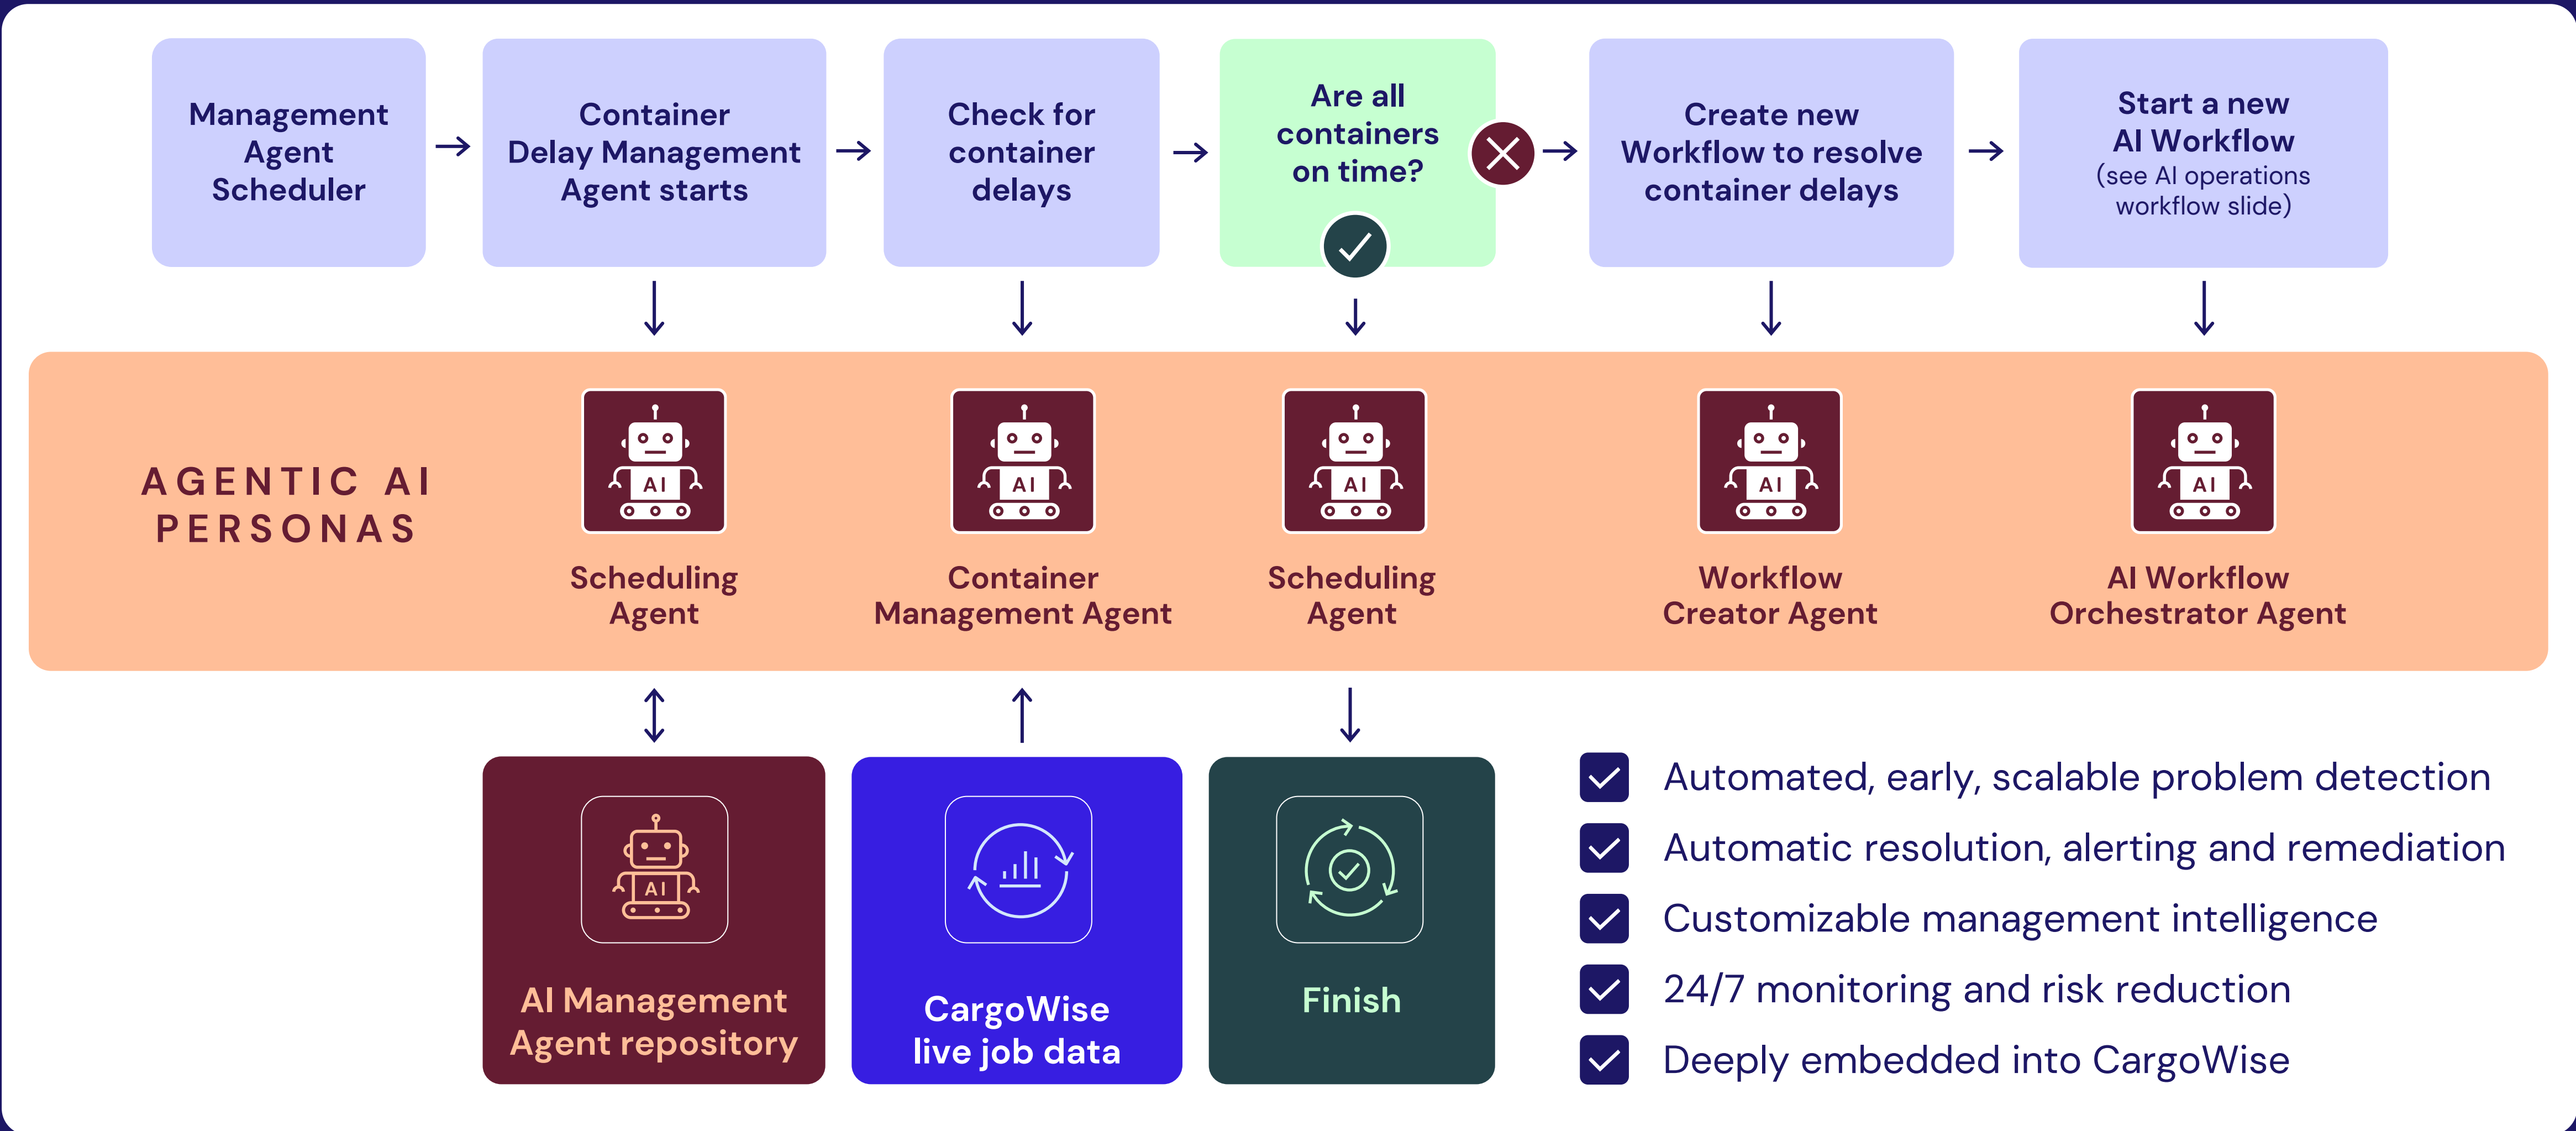 Management
Agent
Scheduler
Container
Delay Management
Agent starts
Check for
container
delays
Are all
containers
on time?
Create new
Workflow to resolve
container delays
Start a new
AI Workflow
(see AI operations
workflow slide)
AGENTIC AI
PERSONAS
AI
Scheduling
Agent
AI
Container
Management Agent
AI
Scheduling
Agent
AI
Workflow
Creator Agent
AI
AI Workflow
Orchestrator Agent
AI
AI Management
Agent repository
CargoWise
live job data
Finish
Automated, early, scalable problem detection
Automatic resolution, alerting and remediation
Customizable management intelligence
24/7 monitoring and risk reduction
Deeply embedded into CargoWise